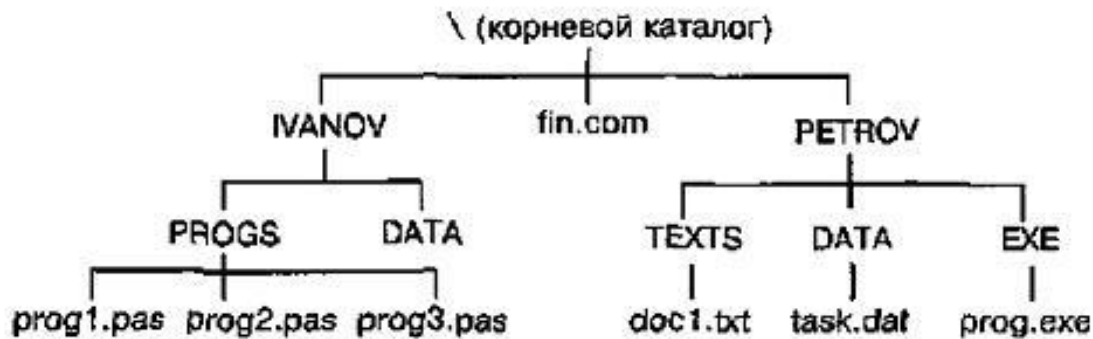 \ (корневой каталог)
IVANOV fin.com PETROV
PROGS DATA TEXTS DATA EXE
prog1.pas prog2.pas prog3.pas doc1.txt task.dat prog.exe